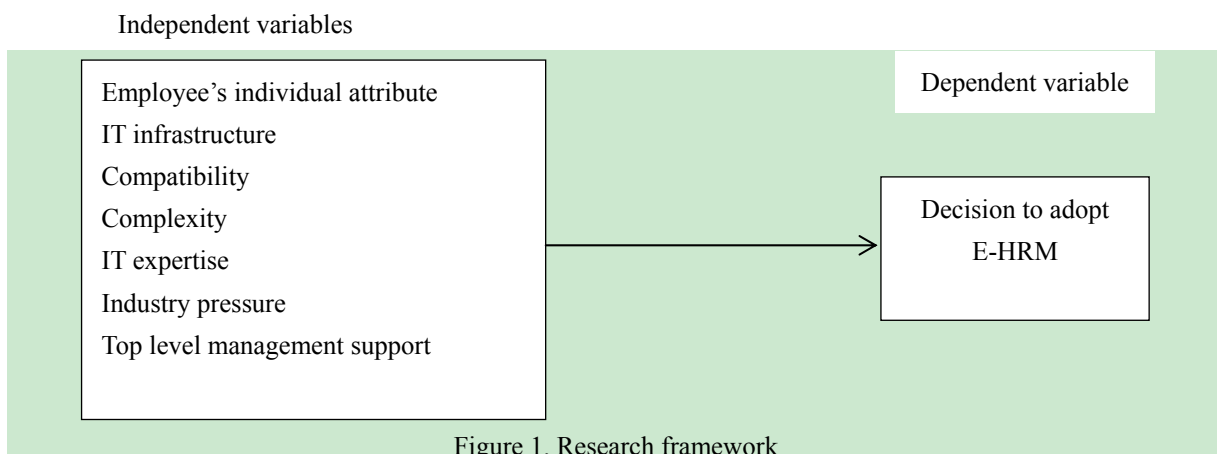 Independent variables
Dependent variable
Employee’s individual attribute
IT infrastructure
Compatibility
Complexity
IT expertise
Industry pressure
Top level management support
Decision to adopt
E-HRM
Figure 1. Research framework